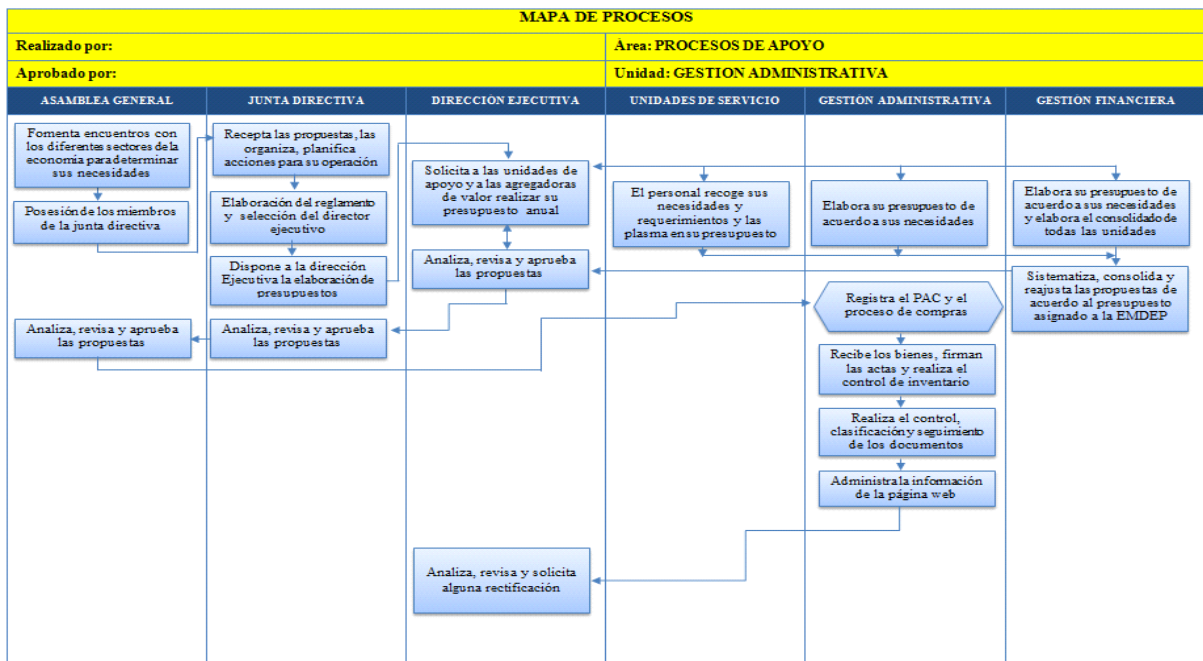 MAPA DE PROCESOS
Realizado por:
Área: PROCESOS DE APOYO
Aprobado por:
Unidad: GESTION ADMINISTRATIVA
ASAMBLEA GENERAL
JUNTA DIRECTIVA
DIRECCIÓN EJECUTIVA
UNIDADES DE SERVICIO
GESTIÓN ADMINISTRATIVA
GESTIÓN FINANCIERA
Fomenta encuentros con
los diferentes sectores de la
economía para determinar
sus necesidades
Posesión de los miembros
de la junta directiva
Analiza, revisa y aprueba
las propuestas
Recepta las propuestas, las
organiza, planifica
acciones para su operación
Elaboración del reglamento
y selección del director
ejecutivo
Dispone a la dirección
Ejecutiva la elaboración de
presupuestos
Analiza, revisa y aprueba
las propuestas
Solicita a las unidades de
apoyo y a las agregadoras
de valor realizar su
presupuesto anual
Analiza, revisa y aprueba
las propuestas
Analiza, revisa y solicita
alguna rectificación
El personal recoge sus
necesidades y
requerimientos y las
plasma en su presupuesto
Elabora su presupuesto de
acuerdo a sus necesidades
Registra el PAC y el
proceso de compras
Recibe los bienes, firman
las actas y realiza el
control de inventario
Realiza el control,
clasificación y seguimiento
de los documentos
Administra la información
de la página web
Elabora su presupuesto de
acuerdo a sus necesidades
y elabora el consolidado de
todas las unidades
Sistematiza, consolida y
reajusta las propuestas de
acuerdo al presupuesto
asignado a la EMDEP